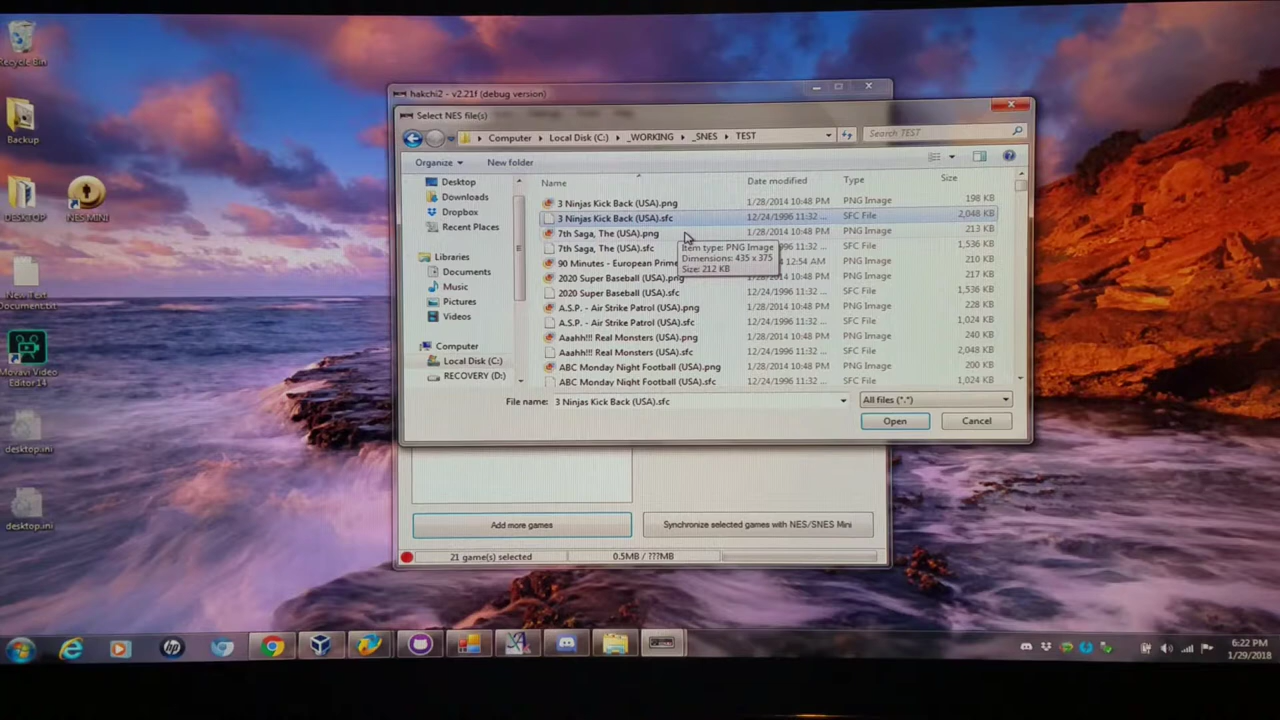 Recycle Bin
Backup
DESKTOP
NES MINI
New Text
Document.txt
Movavi Video
Editor 14
desktop.ini
desktop.ini
hakchi2 - v2.21f (debug version)
Select NES file(s)
Computer
Local Disk (C:)
_WORKING
_SNES
TEST
Search TEST
Organize
New folder
Desktop
Downloads
Dropbox
Recent Places
Libraries
Documents
Music
Pictures
Videos
Computer
Local Disk (C:)
RECOVERY (D:)
Name Date modified Type Size
3 Ninjas Kick Back (USA).png 1/28/2014 10:48 PM PNG Image 198 KB
3 Ninjas Kick Back (USA).sfc 12/24/1996 11:32 ... SFC File 2,048 KB
7th Saga, The (USA).png 1/28/2014 10:48 PM PNG Image 213 KB
7th Saga, The (USA).sfc 96 11:32 ... SFC File 1,536 KB
90 Minutes - European Prime 12:54 AM PNG Image 210 KB
2020 Super Baseball (USA).png 1/28/2014 10:48 PM PNG Image 217 KB
2020 Super Baseball (USA).sfc 12/24/1996 11:32 ... SFC File 1,536 KB
A.S.P. - Air Strike Patrol (USA).png 1/28/2014 10:48 PM PNG Image 228 KB
A.S.P. - Air Strike Patrol (USA).sfc 12/24/1996 11:32 ... SFC File 1,024 KB
Aaahh!!! Real Monsters (USA).png 1/28/2014 10:48 PM PNG Image 240 KB
Aaahh!!! Real Monsters (USA).sfc 12/24/1996 11:32 ... SFC File 2,048 KB
ABC Monday Night Football (USA).png 1/28/2014 10:48 PM PNG Image 200 KB
ABC Monday Night Football (USA).sfc 12/24/1996 11:32 ... SFC File 1,024 KB
Item type: PNG Image
Dimensions: 435 x 375
Size: 212 KB
File name: 3 Ninjas Kick Back (USA).sfc
All files (*.*)
Open
Cancel
Add more games
Synchronize selected games with NES/SNES Mini
21 game(s) selected
0.5MB / ???MB
hp
6:22 PM
1/29/2018